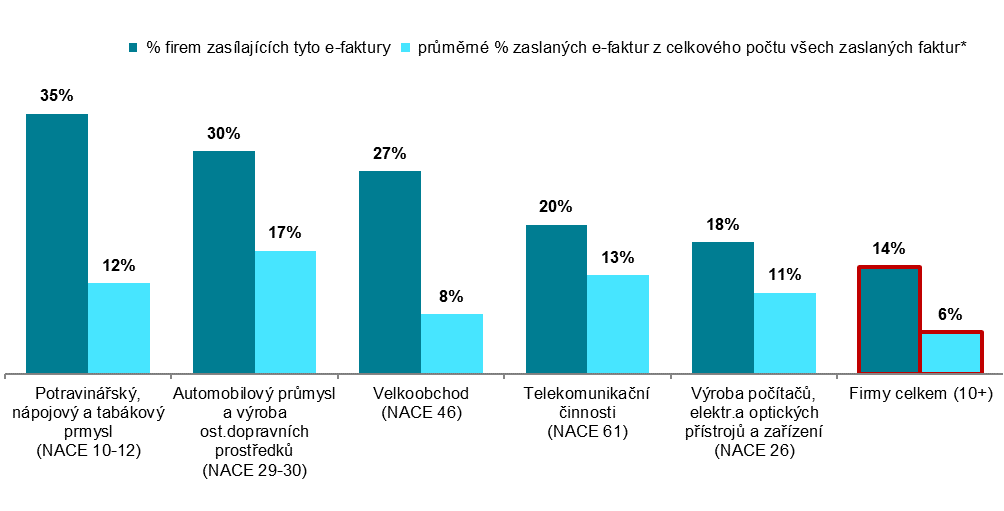 % firem zasílajících tyto e-faktury
průměrné % zaslaných e-faktur z celkového počtu všech zaslaných faktur*
35%
12%
30%
17%
27%
8%
20%
13%
18%
11%
14%
6%
Potravinářský,
nápojový a tabákový
prmysl
(NACE 10-12)
Automobilový průmysl
a výroba
ost.dopravních
prostředků
(NACE 29-30)
Velkoobchod
(NACE 46)
Telekomunikační
činnosti
(NACE 61)
Výroba počítačů,
elektr.a optických
přístrojů a zařízení
(NACE 26)
Firmy celkem (10+)